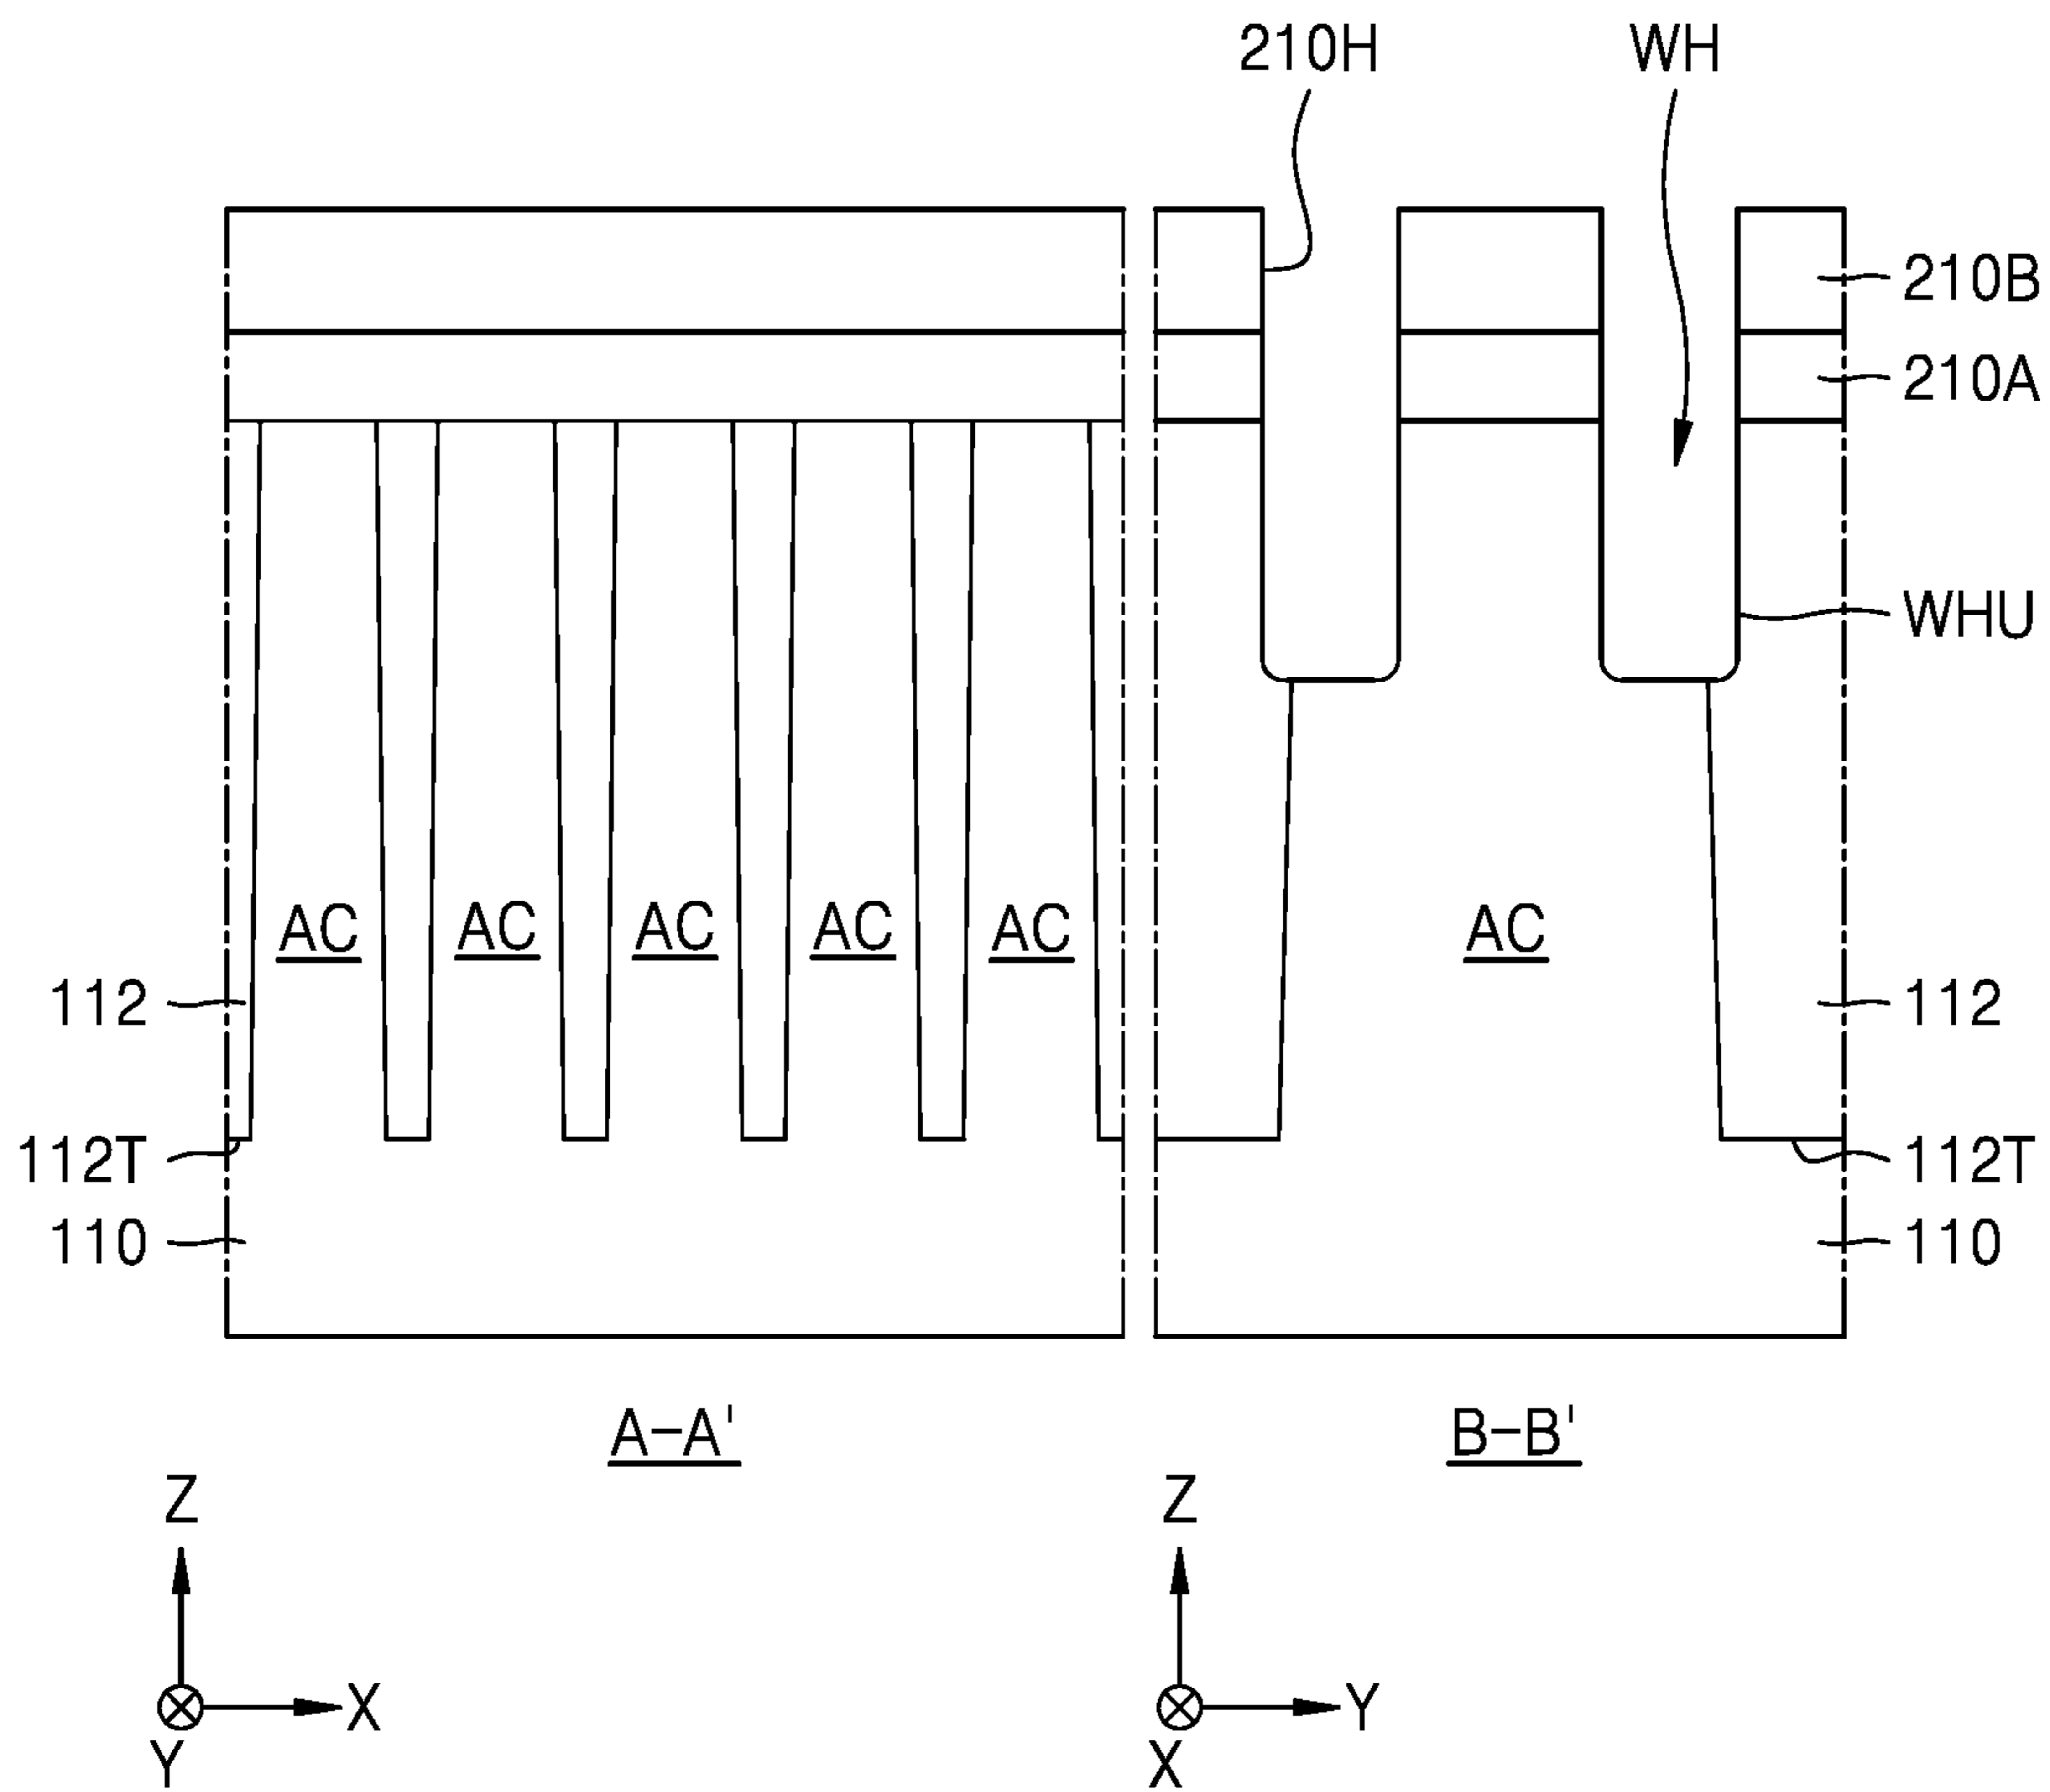 210H WH
210B
210A
WHU
AC AC AC AC AC AC
112 112
112T 112T
110 110
A-A' B-B'
Z Z
X Y
Y X